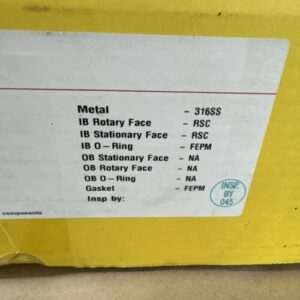 Metal - 316SS
IB Rotary Face - RSC
IB Stationary Face - RSC
IB O-Ring - FEPM
OB Stationary Face - NA
OB Rotary Face - NA
OB O-Ring - NA
Gasket - FEPM
Insp by:
INSP
BY
045
components